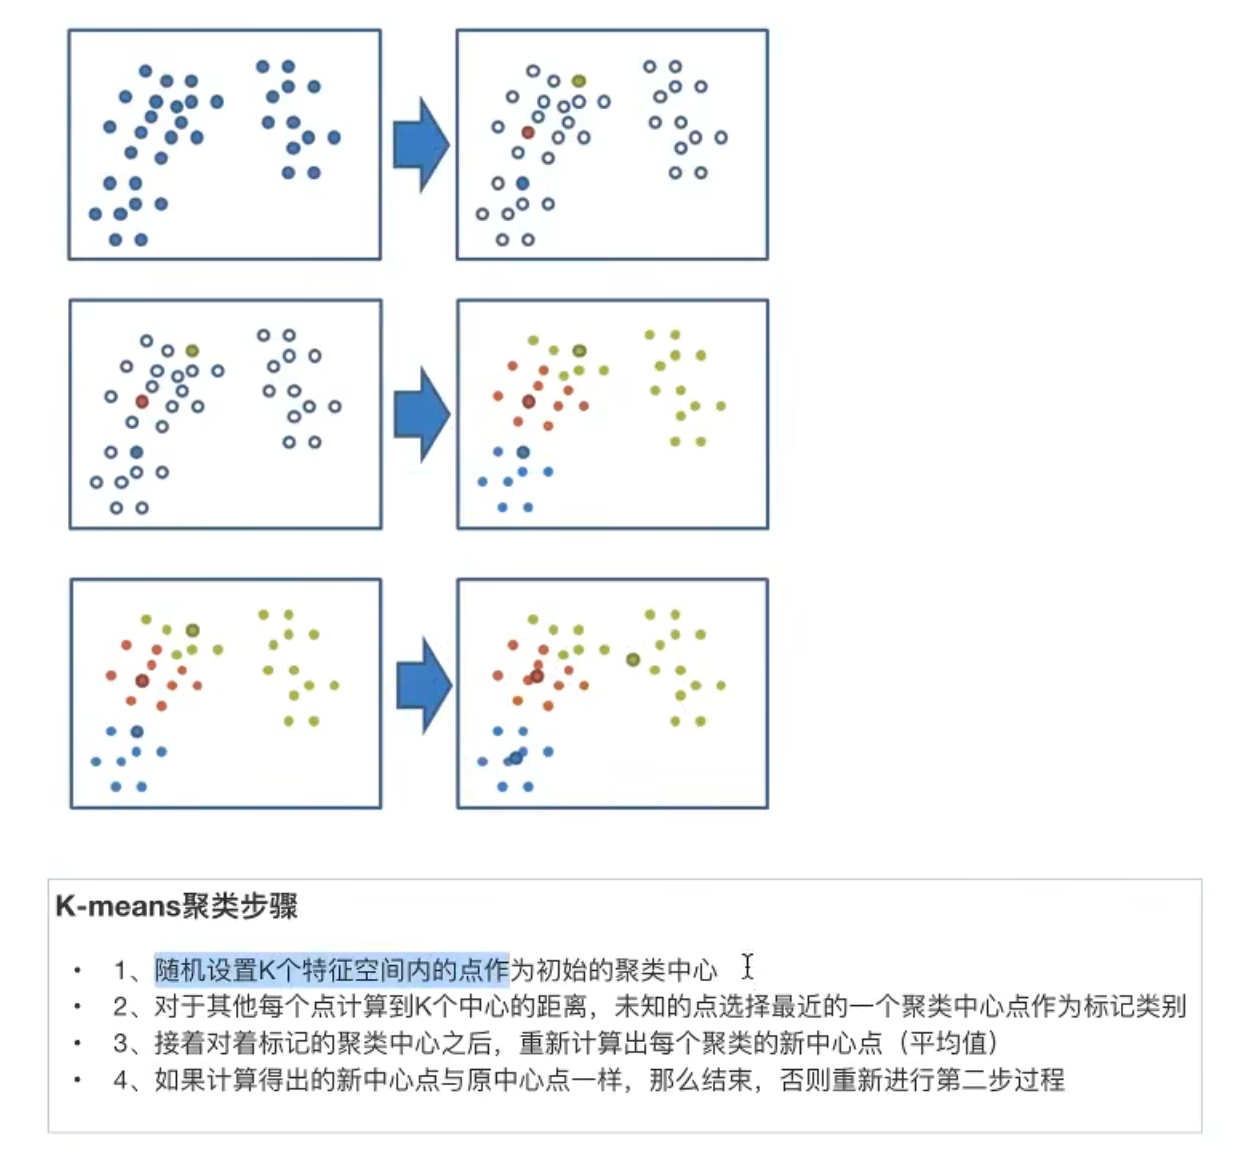 K-means聚类步骤
• 1、随机设置K个特征空间内的点作为初始的聚类中心
• 2、对于其他每个点计算到K个中心的距离，未知的点选择最近的一个聚类中心点作为标记类别
• 3、接着对着标记的聚类中心之后，重新计算出每个聚类的新中心点（平均值）
• 4、如果计算得出的新中心点与原中心点一样，那么结束，否则重新进行第二步过程